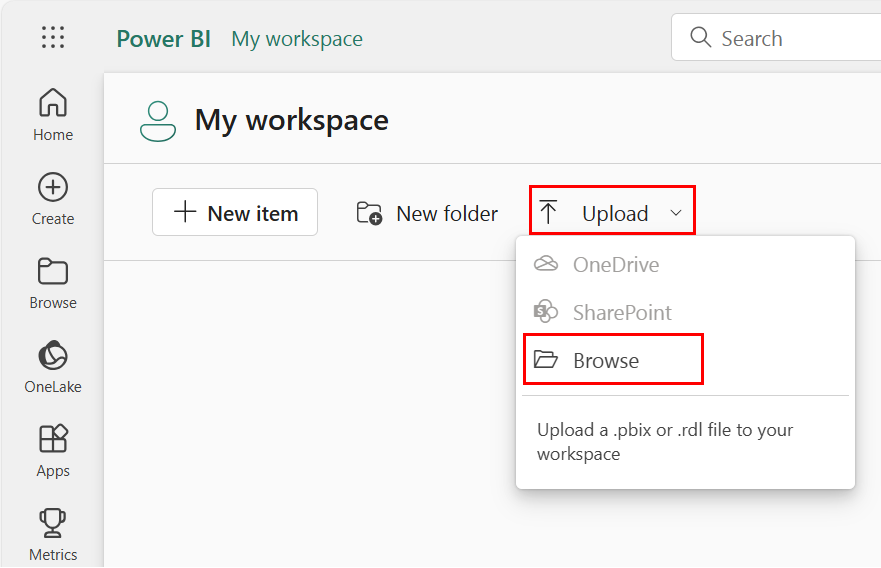 Power BI My workspace
Search
Home
Create
Browse
OneLake
Apps
Metrics
My workspace
New item
New folder
Upload
OneDrive
SharePoint
Browse
Upload a .pbix or .rdl file to your
workspace